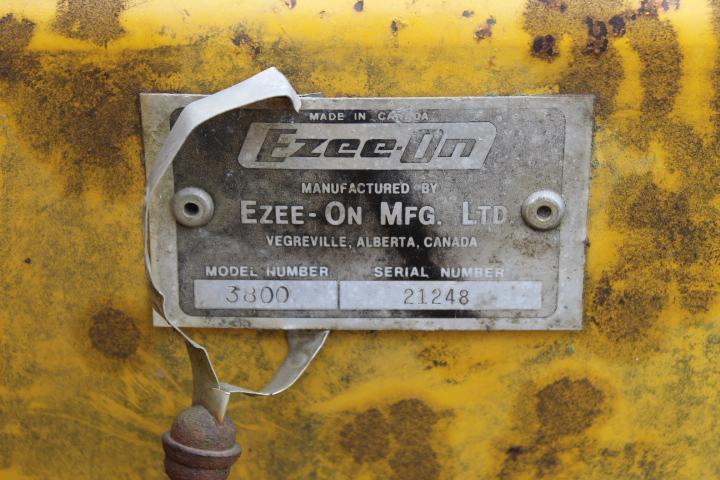 MADE IN CANADA
Ezee-On
MANUFACTURED BY
EZEE-ON MFG. LTD
VEGREVILLE, ALBERTA, CANADA
MODEL NUMBER SERIAL NUMBER
3800 21248